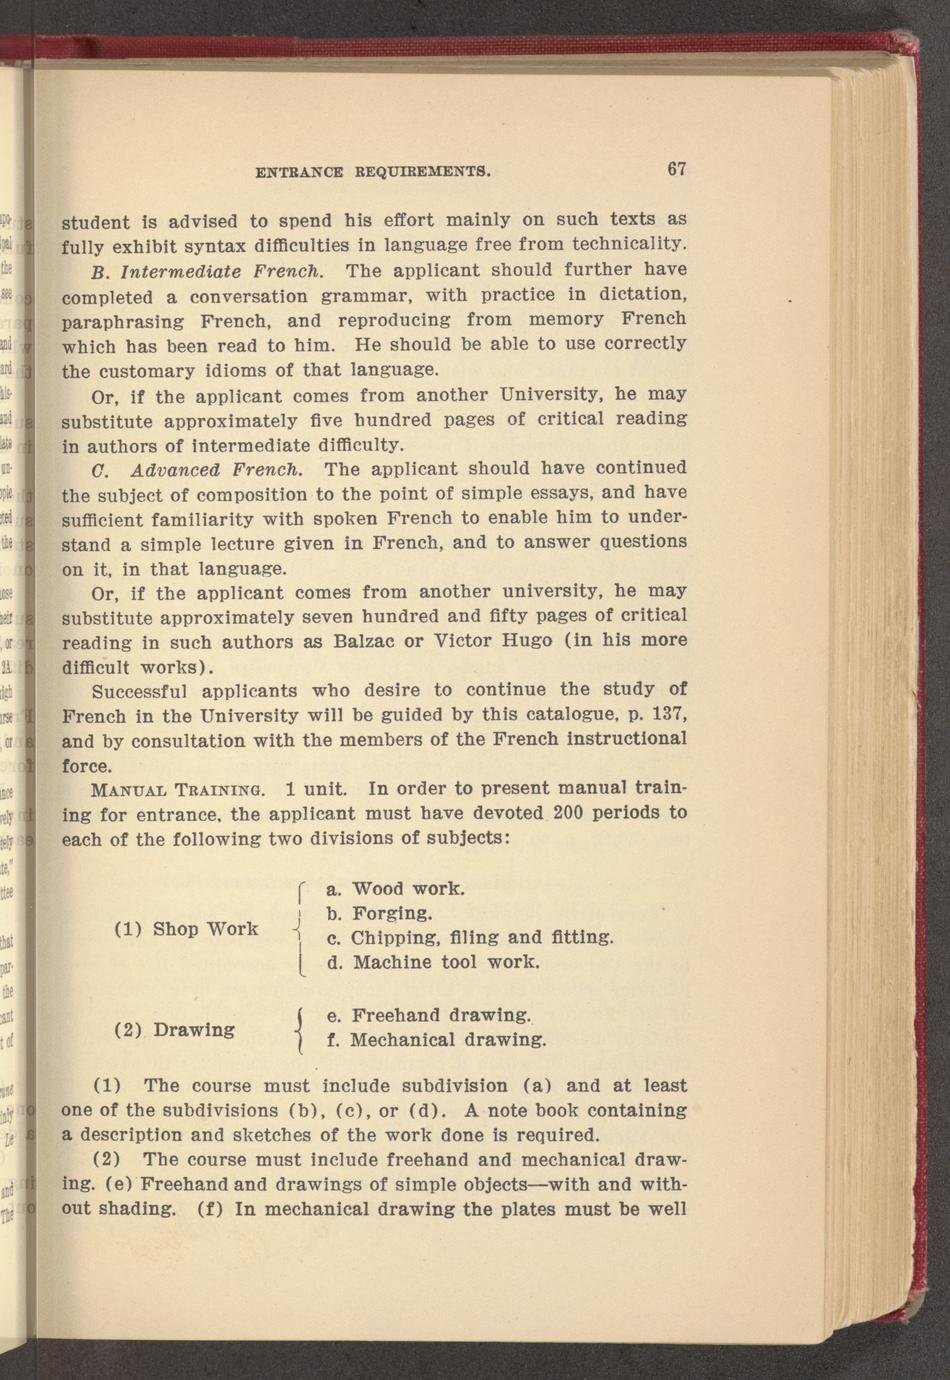 ENTRANCE REQUIREMENTS. 67
student is advised to spend his effort mainly on such texts as
fully exhibit syntax difficulties in language free from technicality.
B. Intermediate French. The applicant should further have
completed a conversation grammar, with practice in dictation,
paraphrasing French, and reproducing from memory French
which has been read to him. He should be able to use correctly
the customary idioms of that language.
Or, if the applicant comes from another University, he may
substitute approximately five hundred pages of critical reading
in authors of intermediate difficulty.
C. Advanced French. The applicant should have continued
the subject of composition to the point of simple essays, and have
sufficient familiarity with spoken French to enable him to under-
stand a simple lecture given in French, and to answer questions
on it, in that language.
Or, if the applicant comes from another university, he may
substitute approximately seven hundred and fifty pages of critical
reading in such authors as Balzac or Victor Hugo (in his more
difficult works).
Successful applicants who desire to continue the study of
French in the University will be guided by this catalogue, p. 137,
and by consultation with the members of the French instructional
force.
MANUAL TRAINING. 1 unit. In order to present manual train-
ing for entrance, the applicant must have devoted 200 periods to
each of the following two divisions of subjects:
(1) Shop Work
a. Wood work.
b. Forging.
c. Chipping, filing and fitting.
d. Machine tool work.
(2) Drawing
e. Freehand drawing.
f. Mechanical drawing.
(1) The course must include subdivision (a) and at least
one of the subdivisions (b), (c), or (d). A note book containing
a description and sketches of the work done is required.
(2) The course must include freehand and mechanical draw-
ing. (e) Freehand and drawings of simple objects—with and with-
out shading. (f) In mechanical drawing the plates must be well